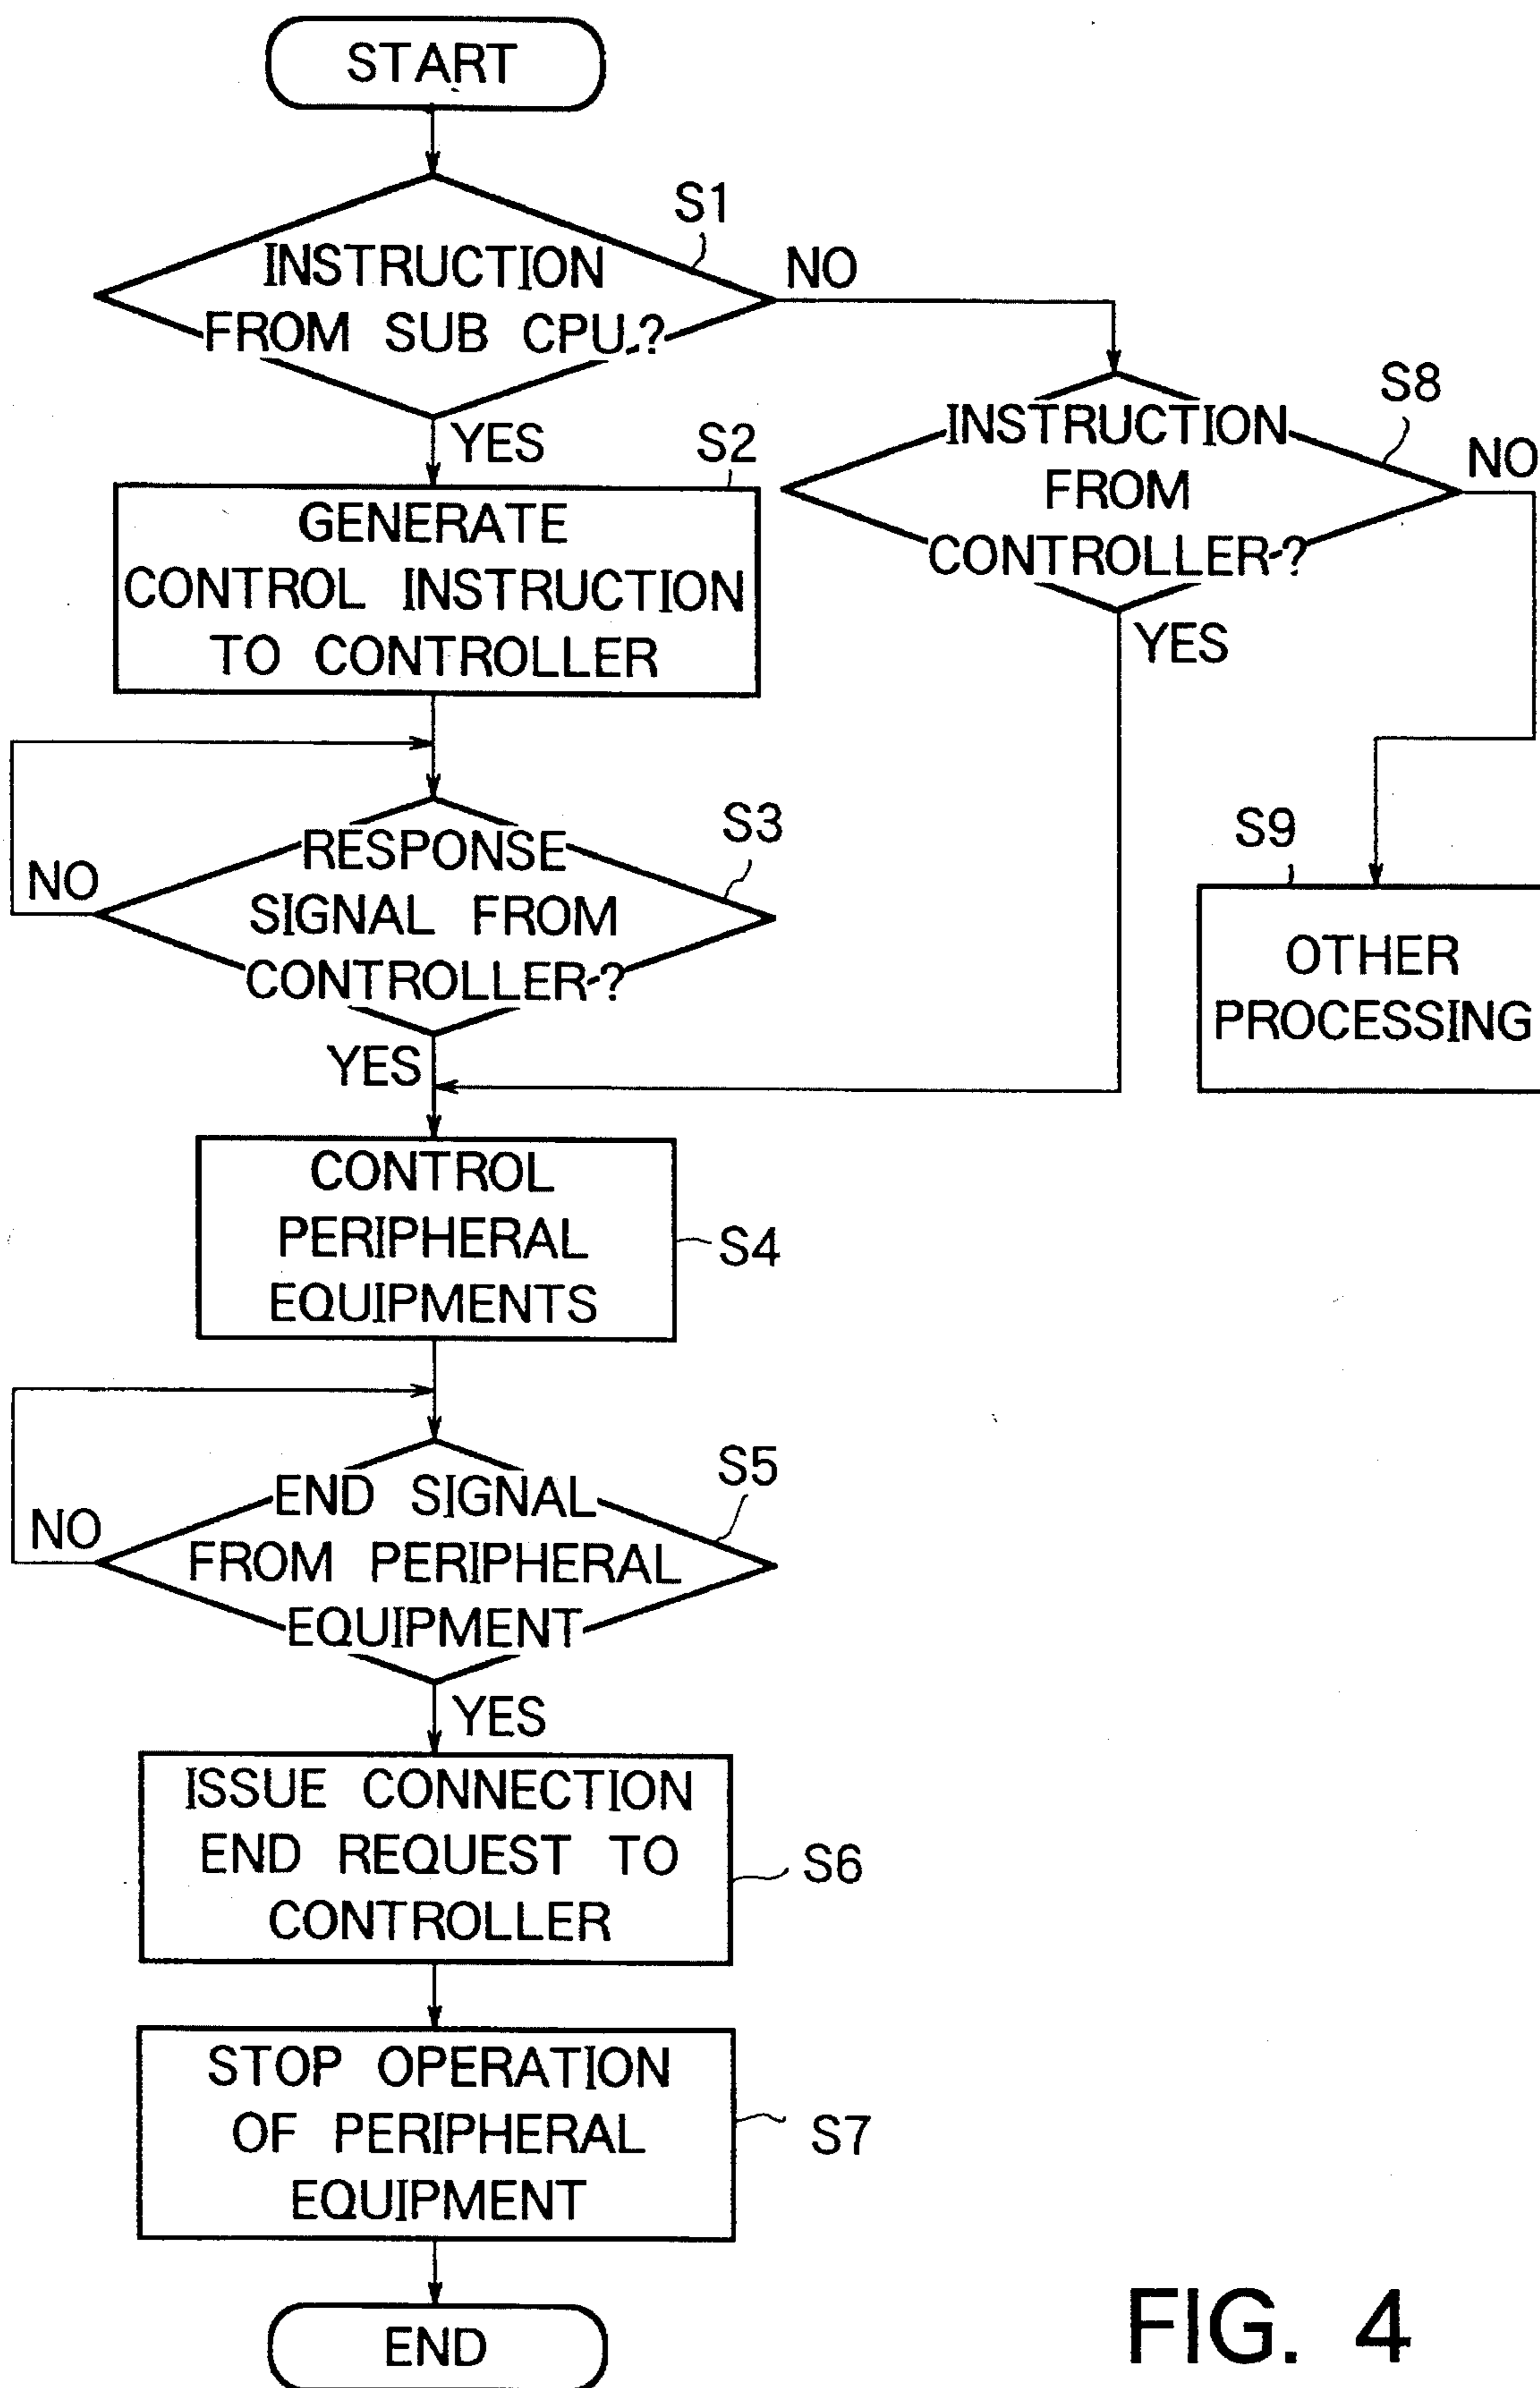 START
S1
INSTRUCTION
FROM SUB CPU.?
NO
YES
S2
GENERATE
CONTROL INSTRUCTION
TO CONTROLLER
S8
INSTRUCTION
FROM
CONTROLLER-?
NO
YES
S3
RESPONSE
SIGNAL FROM
CONTROLLER-?
NO
YES
S9
OTHER
PROCESSING
CONTROL
PERIPHERAL
EQUIPMENTS
S4
S5
END SIGNAL
FROM PERIPHERAL
EQUIPMENT
NO
YES
ISSUE CONNECTION
END REQUEST TO
CONTROLLER
S6
STOP OPERATION
OF PERIPHERAL
EQUIPMENT
S7
END
FIG. 4